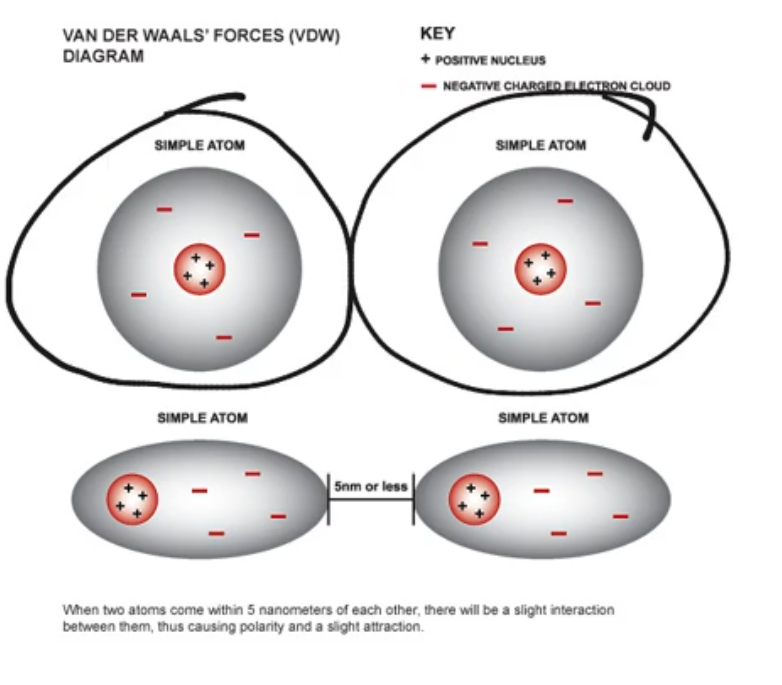 VAN DER WAALS' FORCES (VDW)
DIAGRAM
KEY
+ POSITIVE NUCLEUS
− NEGATIVE CHARGED ELECTRON CLOUD
SIMPLE ATOM
SIMPLE ATOM
SIMPLE ATOM
SIMPLE ATOM
5nm or less
When two atoms come within 5 nanometers of each other, there will be a slight interaction
between them, thus causing polarity and a slight attraction.